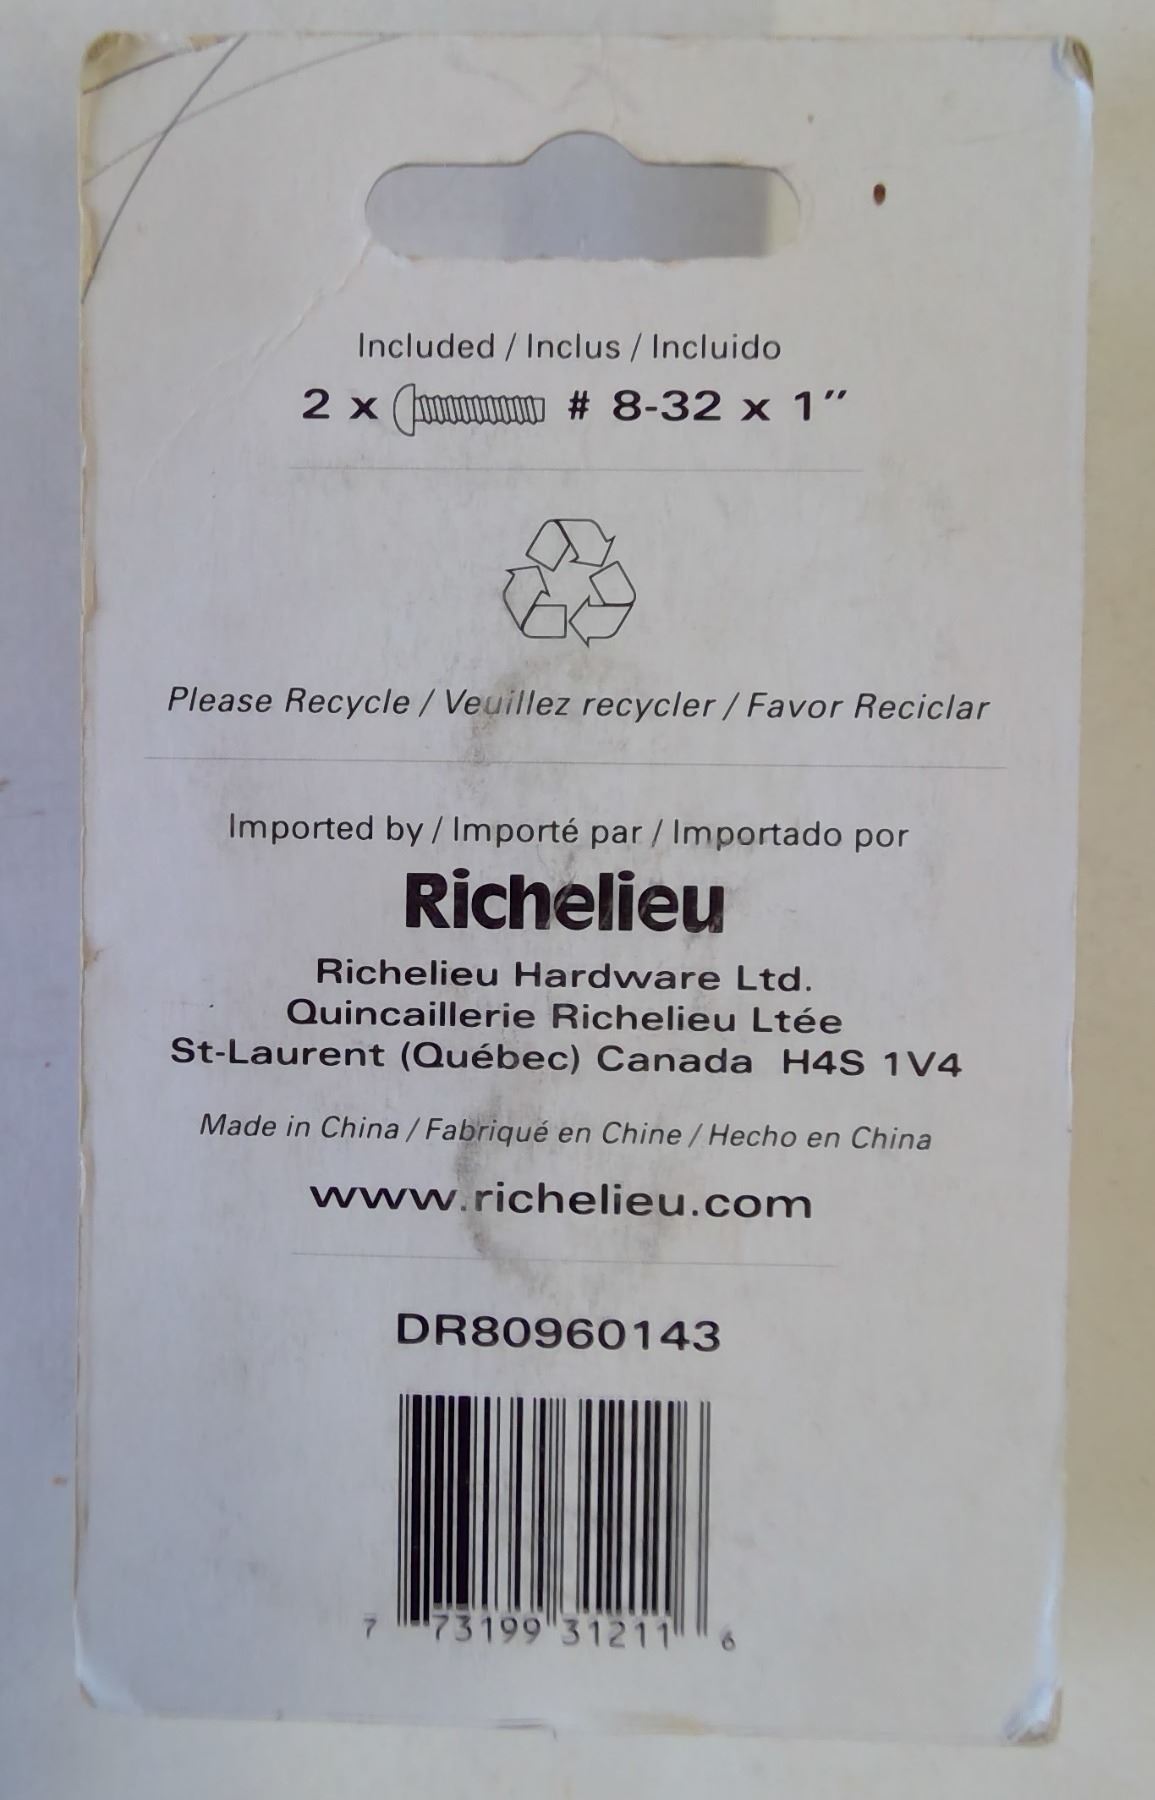 Included / Inclus / Incluido
2 x # 8-32 x 1"
Please Recycle / Veuillez recycler / Favor Reciclar
Imported by / Importé par / Importado por
Richelieu
Richelieu Hardware Ltd.
Quincaillerie Richelieu Ltée
St-Laurent (Québec) Canada H4S 1V4
Made in China / Fabriqué en Chine / Hecho en China
www.richelieu.com
DR80960143
7 73199 31211 6